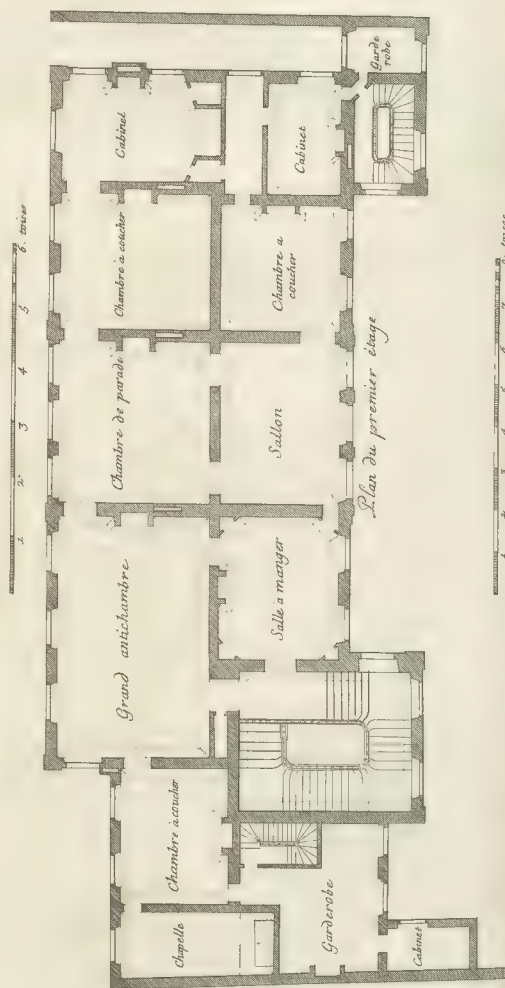 Garde
robe
Cabinet
Cabinet
Chambre à coucher
Chambre a
coucher
Chambre de parade
Sallon
Plan du premier étage
Grand antichambre
Salle a manger
Chambre à coucher
Chapelle
Garderobe
Cabinet
1 2 3 4 5 6. toises